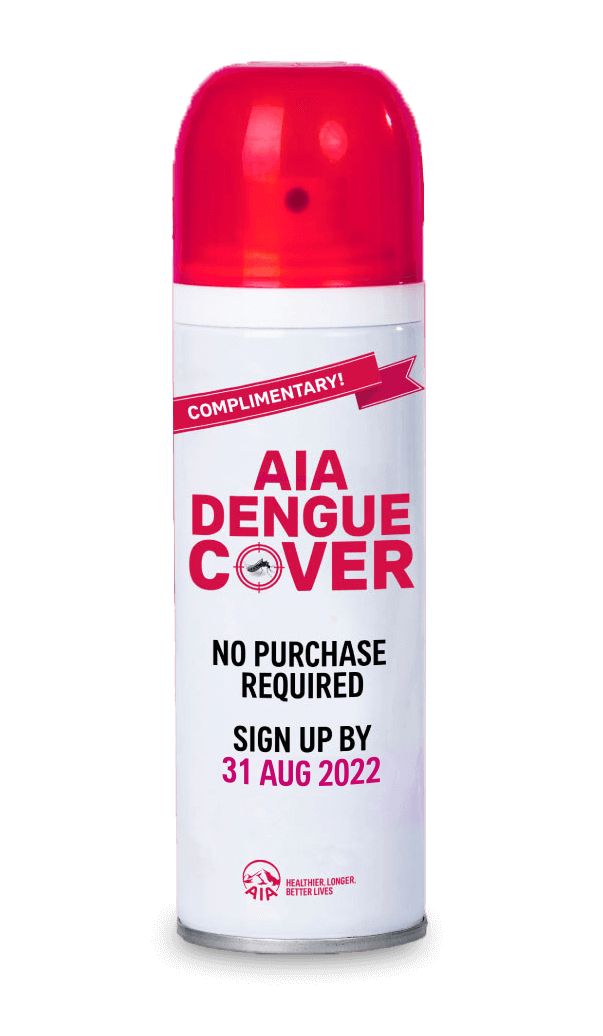 COMPLIMENTARY!
AIA
DENGUE
COVER
NO PURCHASE
REQUIRED
SIGN UP BY
31 AUG 2022
AIA
HEALTHIER, LONGER,
BETTER LIVES